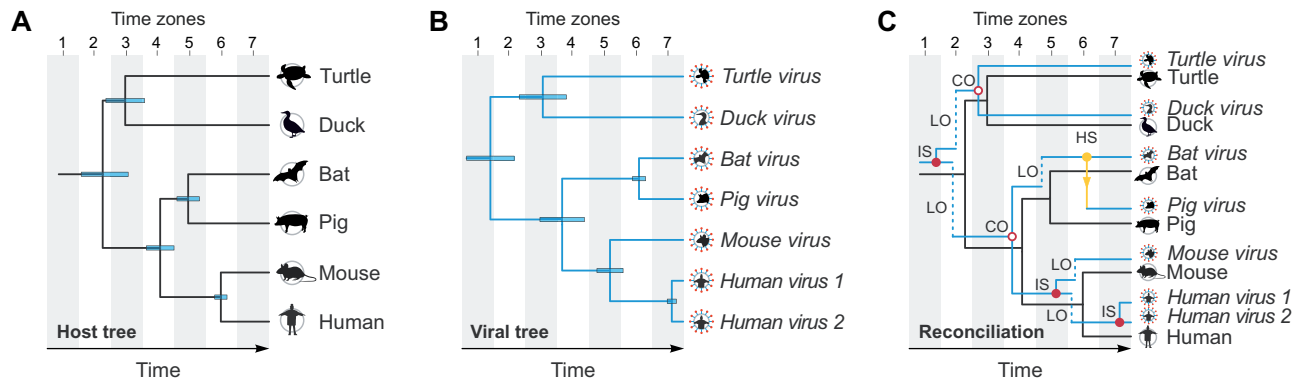 A
Time zones
1 2 3 4 5 6 7
Turtle
Duck
Bat
Pig
Mouse
Human
Host tree
Time
B
Time zones
1 2 3 4 5 6 7
Turtle virus
Duck virus
Bat virus
Pig virus
Mouse virus
Human virus 1
Human virus 2
Viral tree
Time
C
Time zones
1 2 3 4 5 6 7
Turtle virus
CO
Turtle
LO
Duck virus
Duck
HS
IS
Bat virus
LO
Bat
LO
Pig virus
CO
Pig
Mouse virus
LO
Mouse
IS
Human virus 1
LO
IS
Human virus 2
Reconciliation
Human
Time